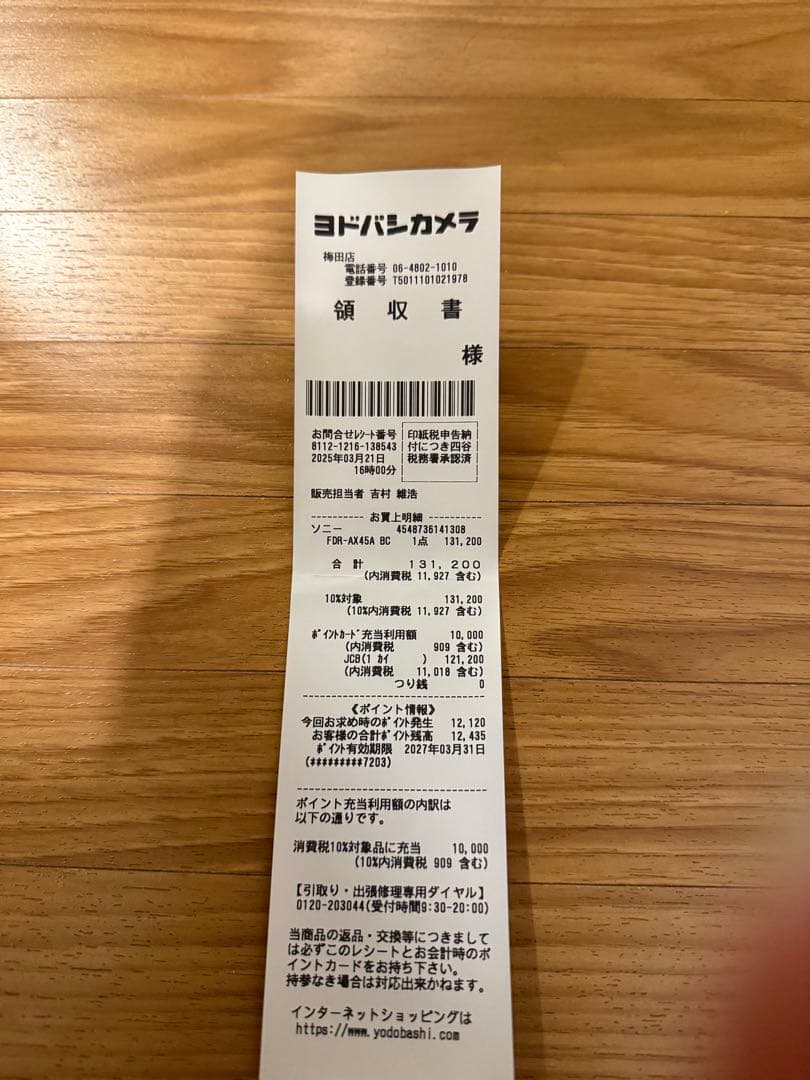 ヨドバシカメラ
梅田店
電話番号 06-4802-1010
登録番号 T5011101021978
領 収 書
様
お問合せﾚｼｰﾄ番号
8112-1216-138543
2025年03月21日
16時00分
印紙税申告納
付につき四谷
税務署承認済
販売担当者 吉村 維浩
---------- お買上明細 ----------
ソニー 4548736141308
FDR-AX45A BC 1点 131,200
合 計 131,200
(内消費税 11,927 含む)
10%対象 131,200
(10%内消費税 11,927 含む)
ﾎﾟｲﾝﾄｶｰﾄﾞ充当利用額 10,000
(内消費税 909 含む)
JCB(1 ｶｲ ) 121,200
(内消費税 11,018 含む)
つり銭 0
《ポイント情報》
今回お求め時のﾎﾟｲﾝﾄ発生 12,120
お客様の合計ﾎﾟｲﾝﾄ残高 12,435
ﾎﾟｲﾝﾄ有効期限 2027年03月31日
(*********7203)
ポイント充当利用額の内訳は
以下の通りです。
消費税10%対象品に充当 10,000
(10%内消費税 909 含む)
【引取り・出張修理専用ダイヤル】
0120-203044(受付時間9:30-20:00)
当商品の返品・交換等につきまして
は必ずこのレシートとお会計時のポ
イントカードをお持ち下さい。
持参なき場合は対応出来かねます。
インターネットショッピングは
https://www.yodobashi.com